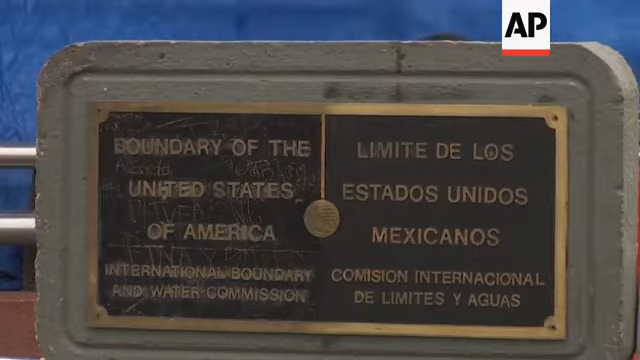 AP
BOUNDARY OF THE
UNITED STATES
OF AMERICA
INTERNATIONAL BOUNDARY
AND WATER COMMISSION
LIMITE DE LOS
ESTADOS UNIDOS
MEXICANOS
COMISION INTERNACIONAL
DE LIMITES Y AGUAS